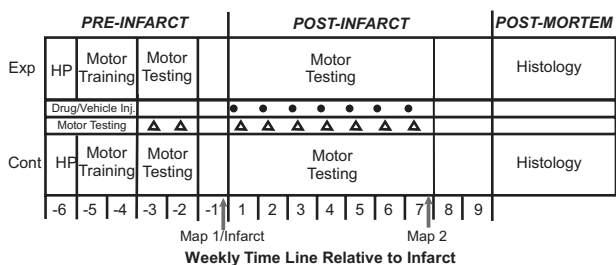 PRE-INFARCT POST-INFARCT POST-MORTEM
Exp HP Motor Training Motor Testing Motor Testing Histology
Drug/Vehicle Inj.
Motor Testing
Cont HP Motor Training Motor Testing Motor Testing Histology
-6 -5 -4 -3 -2 -1 1 2 3 4 5 6 7 8 9
Map 1/Infarct Map 2
Weekly Time Line Relative to Infarct